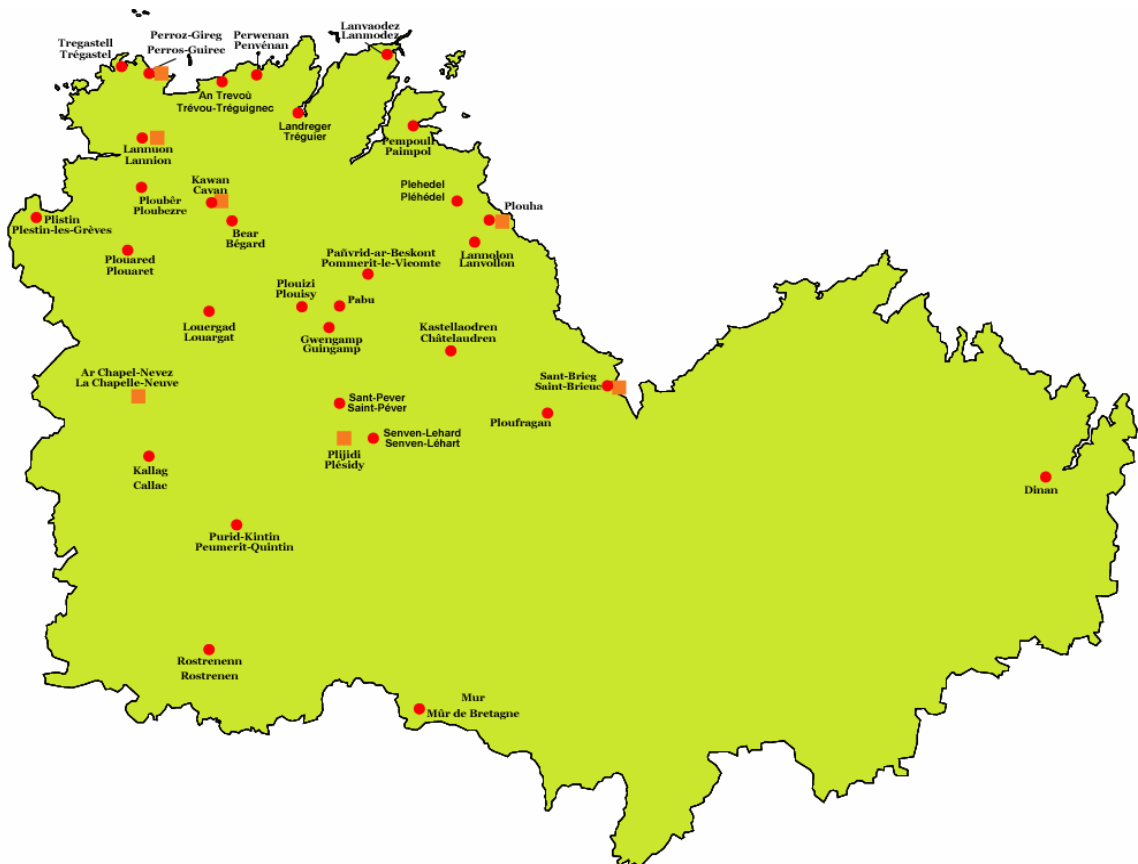 Lanvaodez
Lanmodez
Perroz-Gireg
Perros-Guirec
Perwenan
Penvénan
Tregastell
Trégastel
An Trevoù
Trévou-Tréguignec
Landreger
Tréguier
Pempoull
Paimpol
Lannuon
Lannion
Kawan
Cavan
Plehedel
Pléhédel
Ploubêr
Ploubezre
Plouha
Plistin
Plestin-les-Grèves
Bear
Bégard
Lannolon
Lanvollon
Plouared
Plouaret
Pañvrid-ar-Beskont
Pommerit-le-Vicomte
Plouizi
Plouisy
Pabu
Louergad
Louargat
Gwengamp
Guingamp
Kastellaodren
Châtelaudren
Ar Chapel-Nevez
La Chapelle-Neuve
Sant-Brieg
Saint-Brieuc
Sant-Pever
Saint-Péver
Ploufragan
Senven-Lehard
Senven-Léhart
Plijidi
Plésidy
Kallag
Callac
Dinan
Purid-Kintin
Peumerit-Quintin
Rostrenenn
Rostrenen
Mur
Mûr de Bretagne